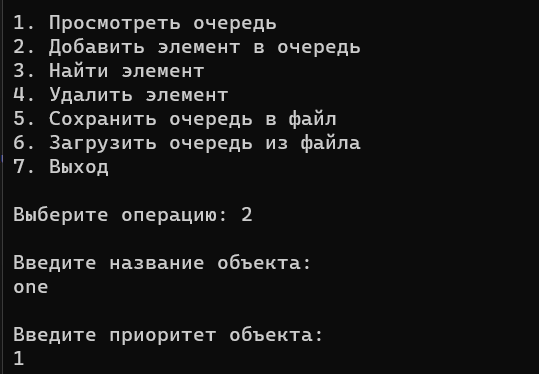 1. Просмотреть очередь
2. Добавить элемент в очередь
3. Найти элемент
4. Удалить элемент
5. Сохранить очередь в файл
6. Загрузить очередь из файла
7. Выход
Выберите операцию: 2
Введите название объекта:
one
Введите приоритет объекта:
1